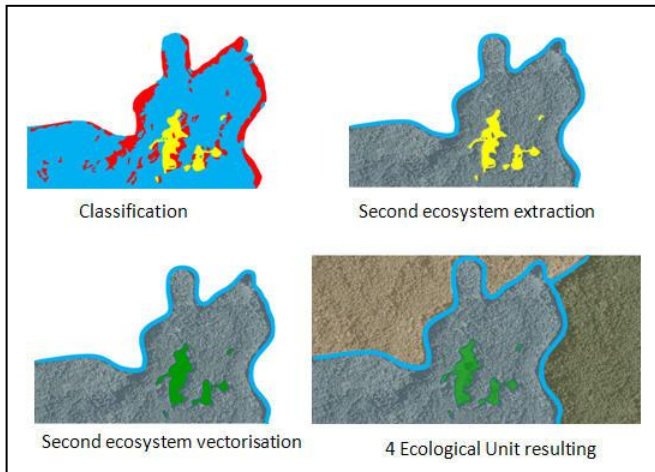 Classification
Second ecosystem extraction
Second ecosystem vectorisation
4 Ecological Unit resulting